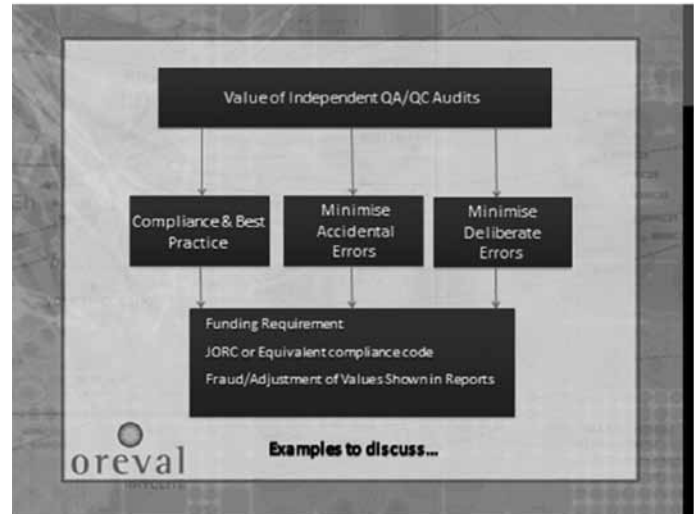 Value of Independent QA/QC Audits
Compliance & Best
Practice
Minimise
Accidental
Errors
Minimise
Deliberate
Errors
Funding Requirement
JORC or Equivalent compliance code
Fraud/Adjustment of Values Shown in Reports
oreval
Examples to discuss...